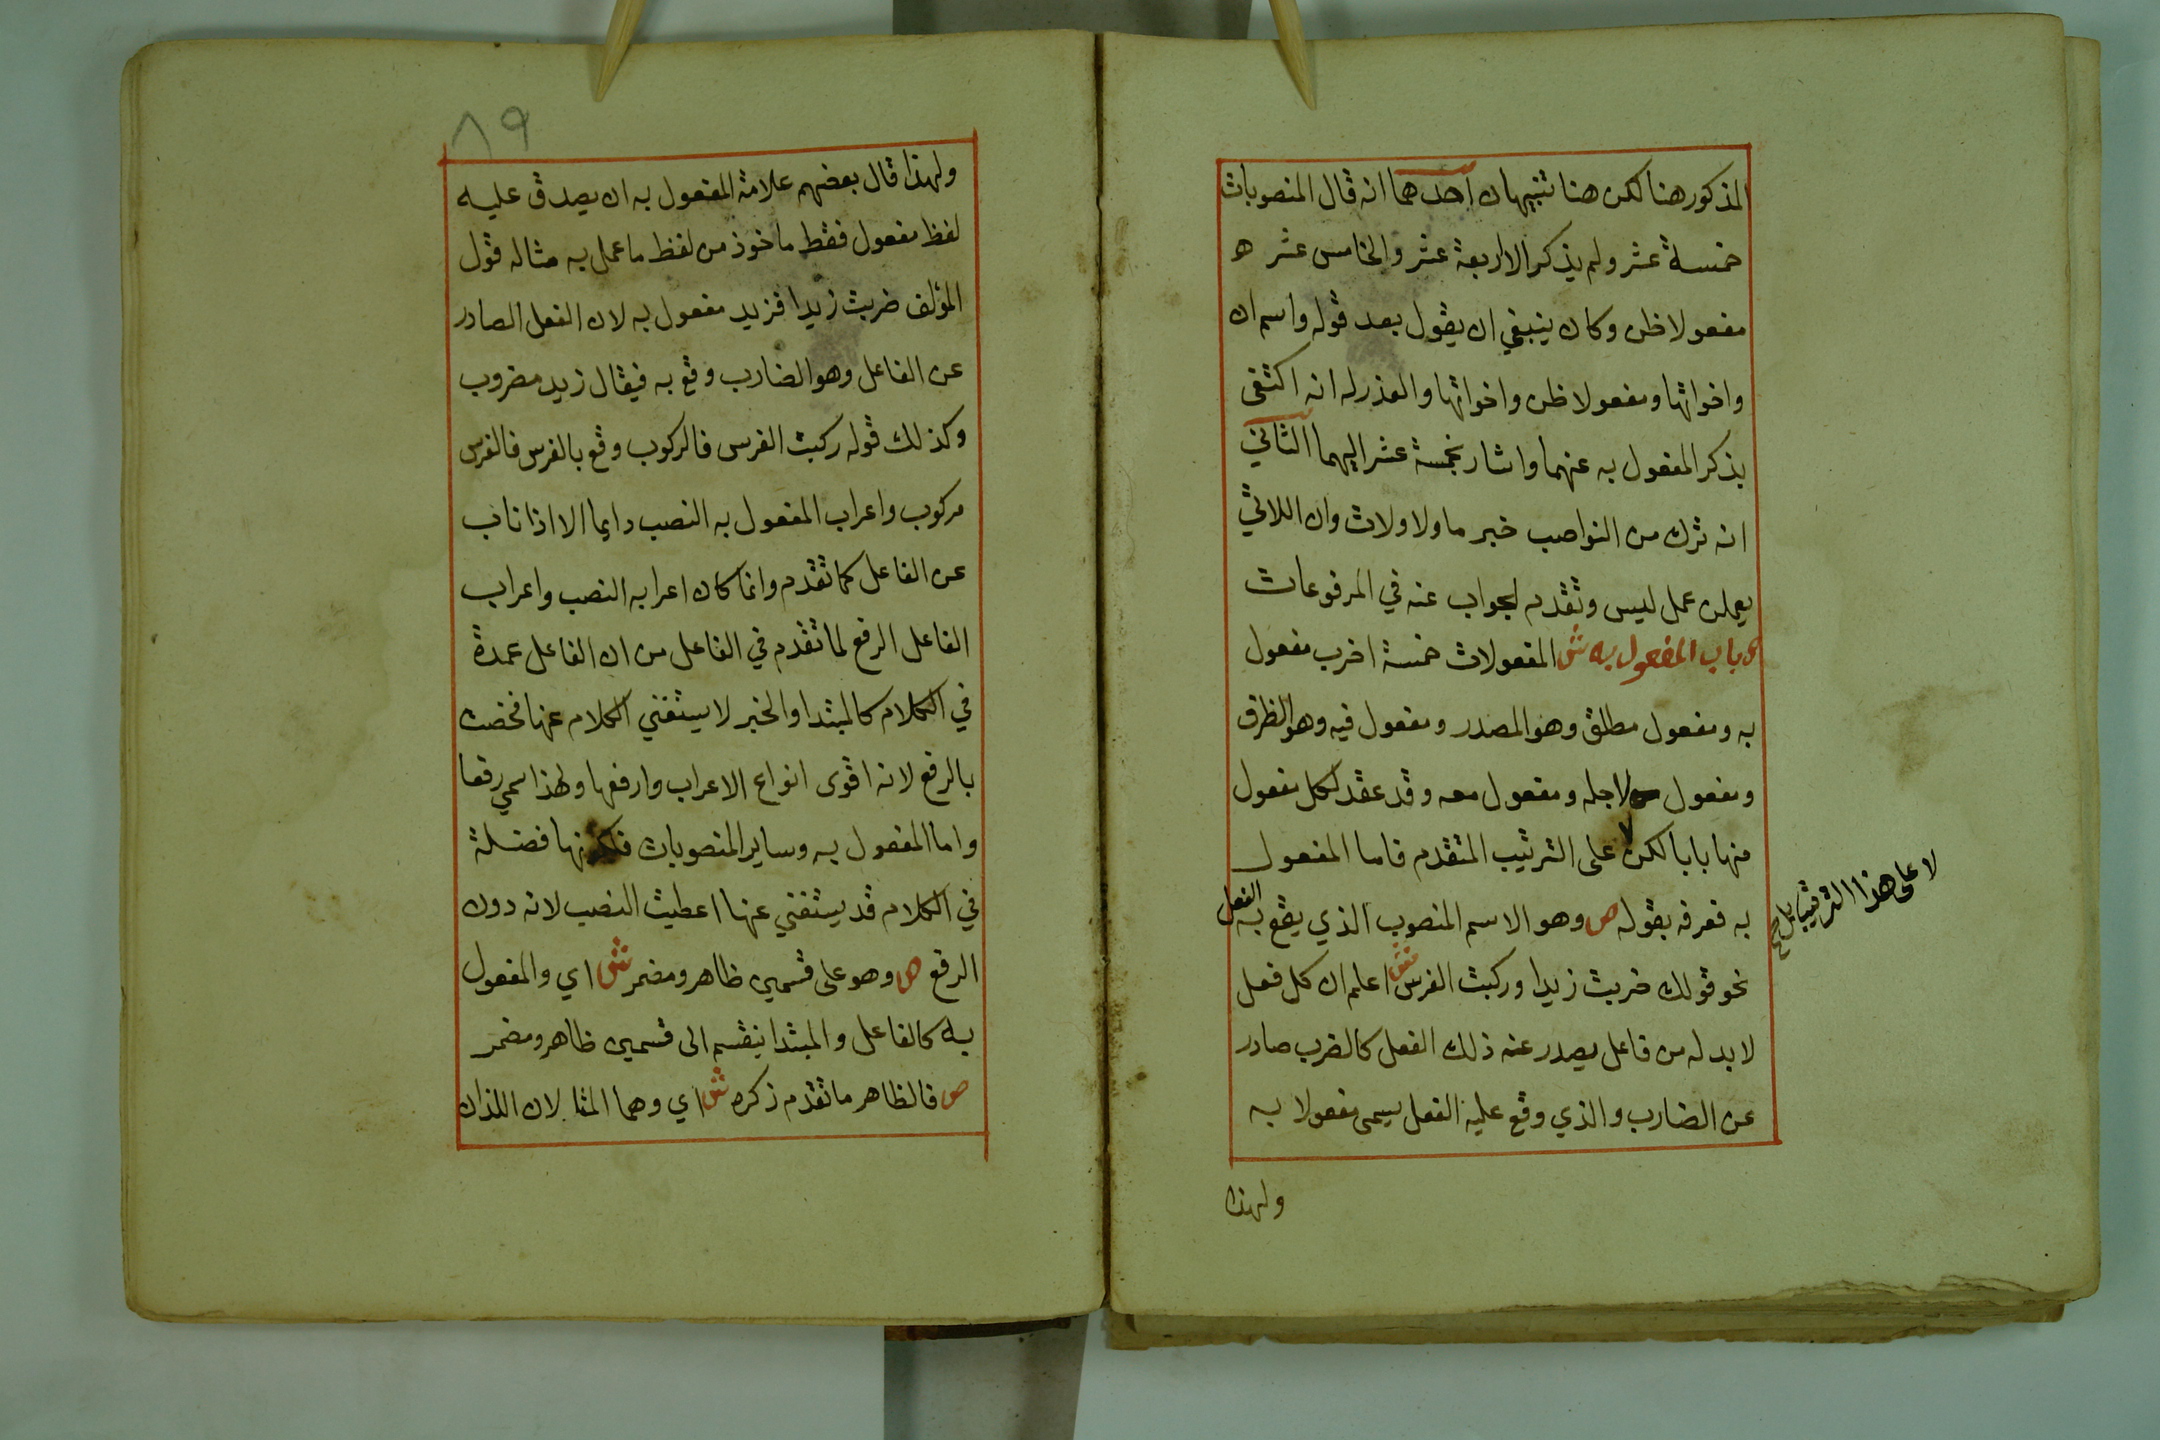 المذكور هنا لكن هنا تنبيهان احدهما انه قال المنصوبات
خمسة عشر ولم يذكر الا اربعة عشر والخامس عشر ه
مفعولا ظن وكان ينبغي ان يقول بعد قوله واسم ان
واخواتها ومفعولا ظن واخواتها والعذر له انه اكتفى
بذكر المفعول به عنهما واشار بخمسة عشر اليهما الثاني
انه ترك من النواصب خبر ما ولا ولات وان اللاتي
يعملن عمل ليس وتقدم الجواب عنه في المرفوعات
ص باب المفعول به ش المفعولات خمسة اضرب مفعول
به ومفعول مطلق وهو المصدر ومفعول فيه وهو الظرف
ومفعول لاجله ومفعول معه وقد عقد لكل مفعول
منها بابا لكن لا على الترتيب المتقدم فاما المفعول
به فعرفه بقوله ص وهو الاسم المنصوب الذي يقع به الفعل
نحو قولك ضربت زيدا وركبت الفرس ش اعلم ان كل فعل
لا بد له من فاعل يصدر عنه ذلك الفعل كالضرب صادر
عن الضارب والذي وقع عليه الفعل يسمى مفعولا به
ولهذا
لا على هذا الترتيب
٨٩
ولهذا قال بعضهم علامة المفعول به ان يصدق عليه
لفظ مفعول فقط ماخوذ من لفظ ما عمل به مثاله قول
المؤلف ضربت زيدا فزيد مفعول به لان الفعل الصادر
عن الفاعل وهو الضارب وقع به فيقال زيد مضروب
وكذلك قوله ركبت الفرس فالركوب وقع بالفرس فالفرس
مركوب واعراب المفعول به النصب دايما الا اذا ناب
عن الفاعل كما تقدم وانما كان اعرابه النصب واعراب
الفاعل الرفع لما تقدم في الفاعل من ان الفاعل عمدة
في الكلام كالمبتدا والخبر لا يستغني الكلام عنها فخصت
بالرفع لانه اقوى انواع الاعراب وارفعها ولهذا سمي رفعا
واما المفعول به وساير المنصوبات فلكونها فضلة
في الكلام قد يستغني عنها اعطيت النصب لانه دون
الرفع ص وهو على قسمين ظاهر ومضمر ش اي والمفعول
به كالفاعل والمبتدا ينقسم الى قسمين ظاهر ومضمر
ص فالظاهر ما تقدم ذكره ش اي وهما المثالان اللذان